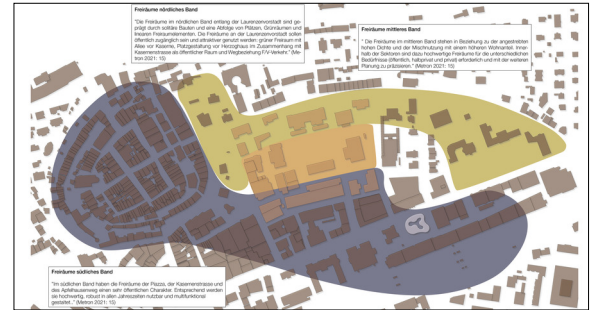 Freiräume nördliches Band
"Die Freiräume im nördlichen Band entlang der Laurenzenvorstadt sind ge-
prägt durch solitäre Bauten und eine Abfolge von Plätzen, Grünräumen und
linearen Freiraumelementen. Die Freiräume an der Laurenzenvorstadt sollen
öffentlich zugänglich sein und attraktiver genutzt werden: grüner Freiraum mit
Allee vor Kaserne, Platzgestaltung vor Herzoghaus im Zusammenhang mit
Kasernenstrasse als öffentlicher Raum und Wegbeziehung F/V-Verkehr." (Me-
tron 2021: 15)
Freiräume mittleres Band
" Die Freiräume im mittleren Band stehen in Beziehung zu der angestrebten
hohen Dichte und der Mischnutzung mit einem höheren Wohnanteil. Inner-
halb der Sektoren sind dazu hochwertige Freiräume für die unterschiedlichen
Bedürfnisse (öffentlich, halbprivat und privat) erforderlich und mit der weiteren
Planung zu präzisieren." (Metron 2021: 15)
Freiräume südliches Band
"Im südlichen Band haben die Freiräume der Piazza, der Kasernenstrasse und
des Apfelhausenweg einen sehr öffentlichen Charakter. Entsprechend werden
sie hochwertig, robust in allen Jahreszeiten nutzbar und multifunktional
gestaltet.." (Metron 2021: 15)